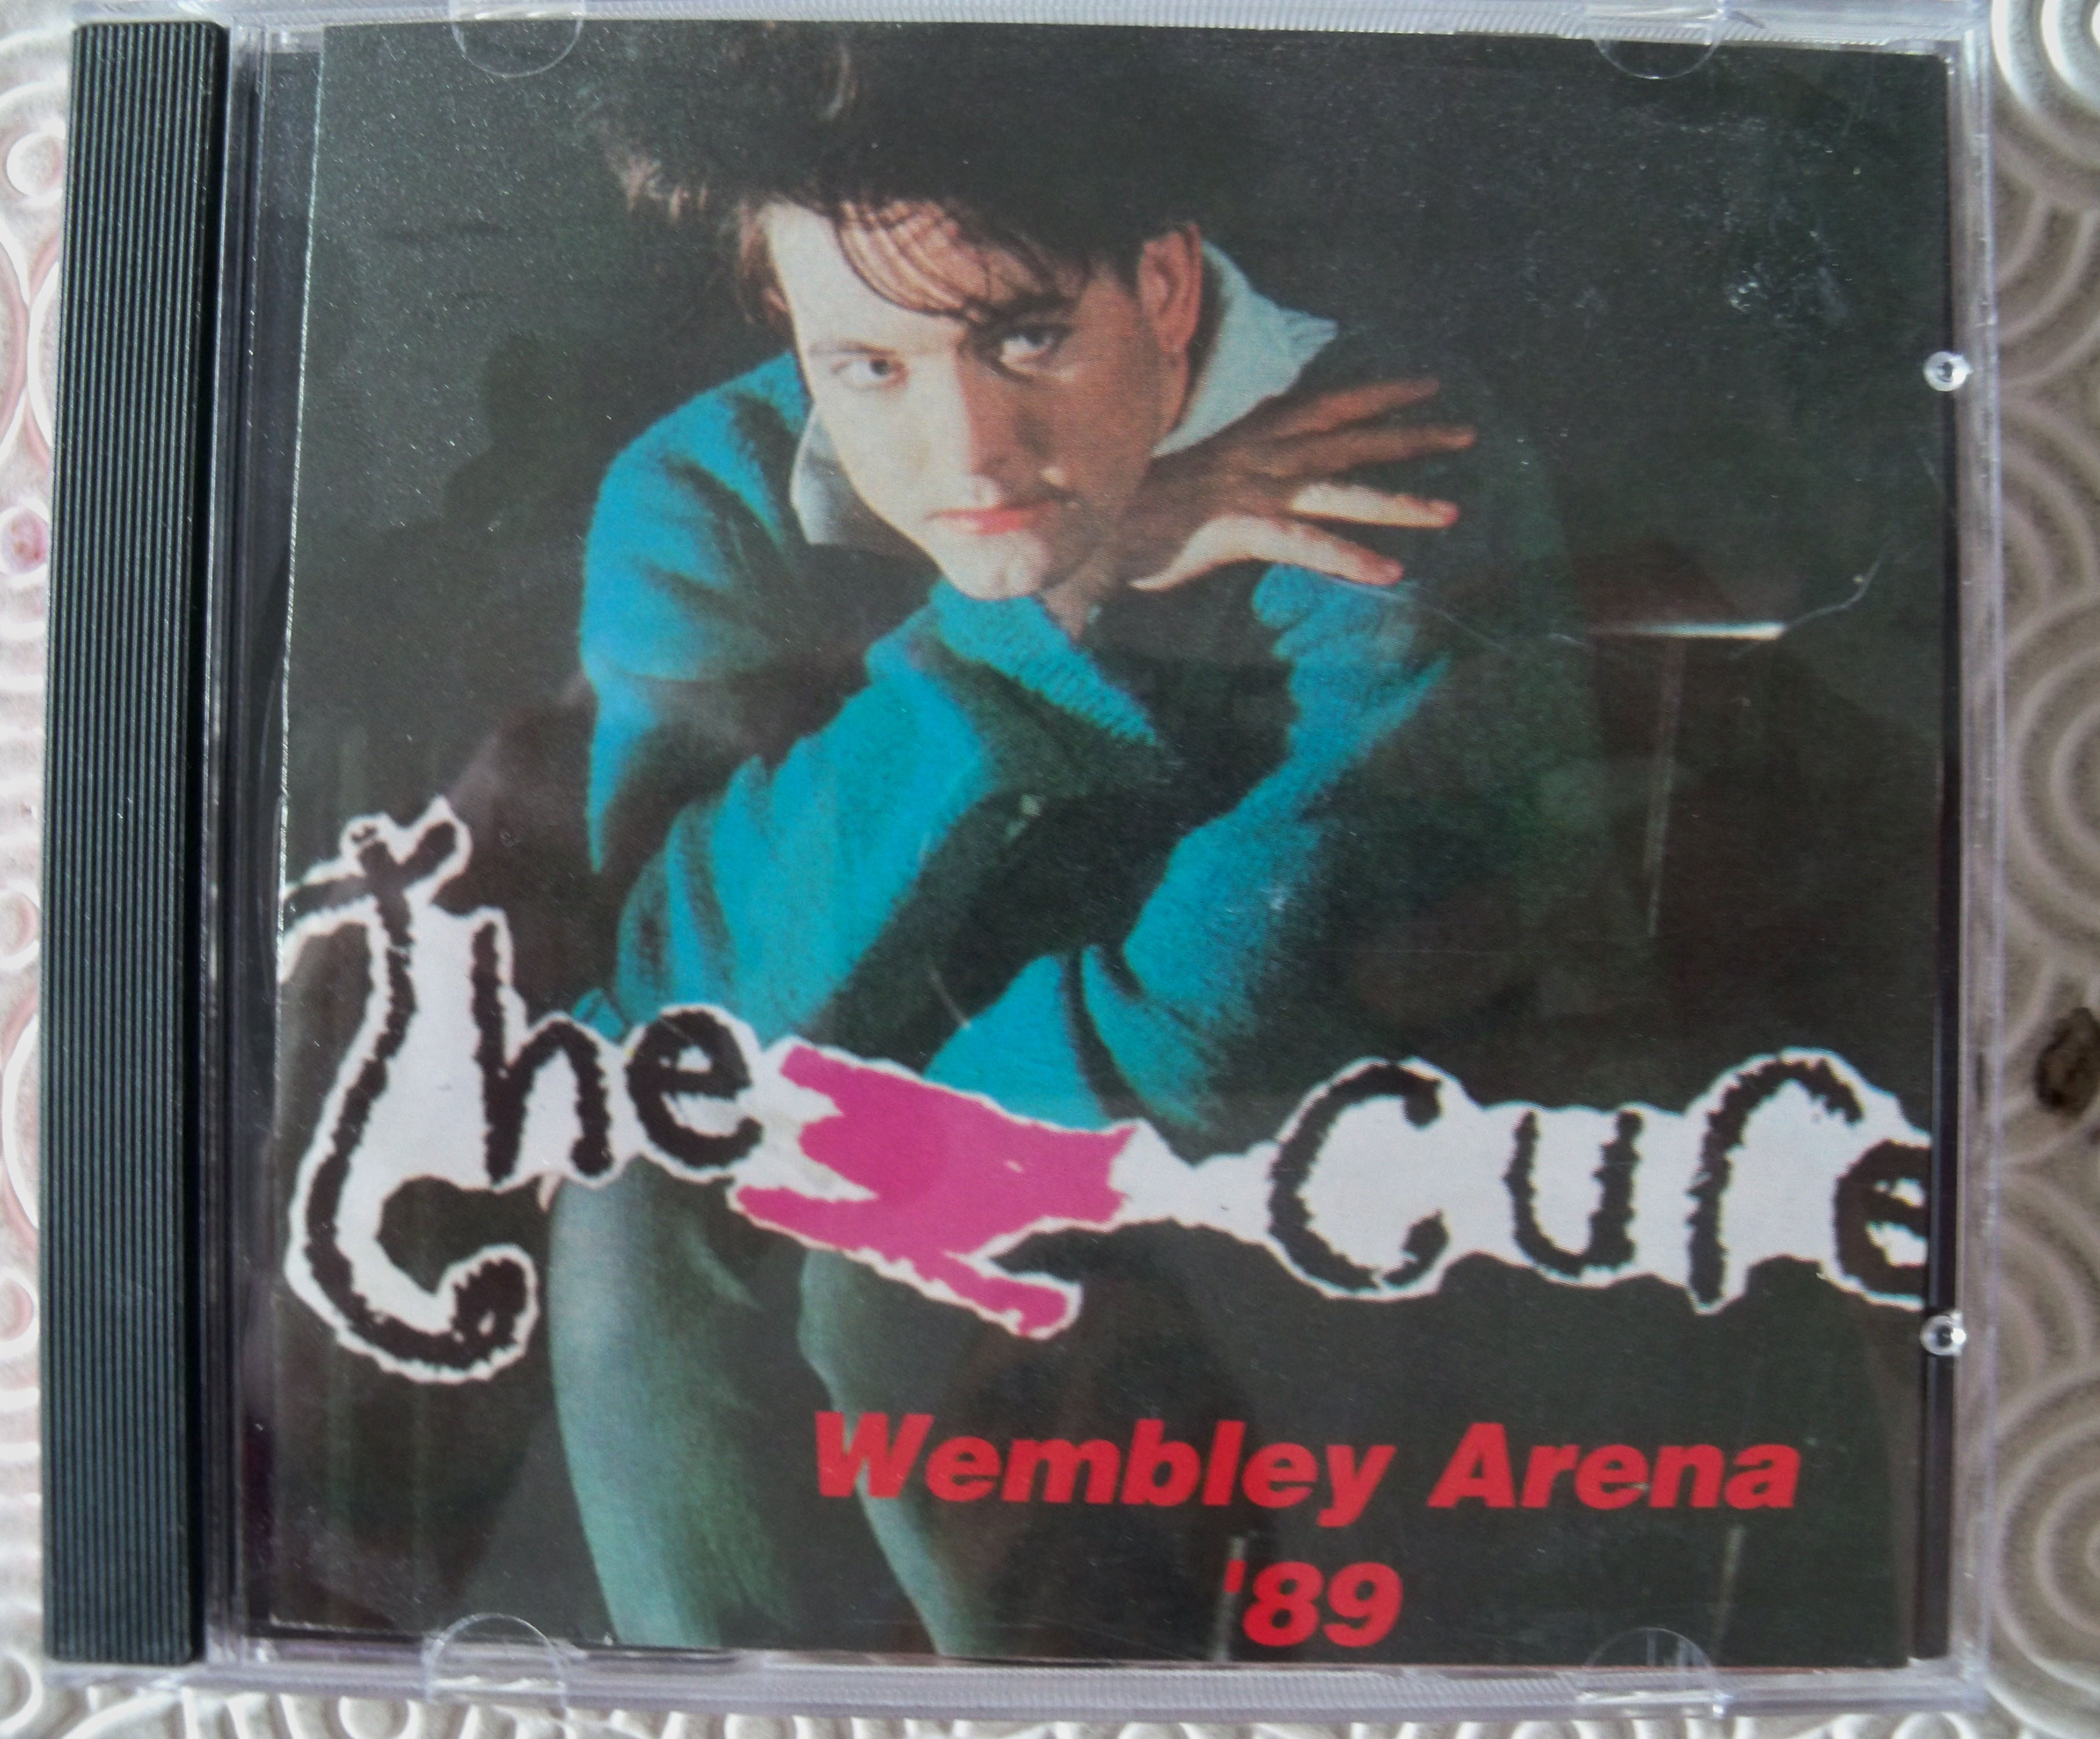 the cure
Wembley Arena
'89